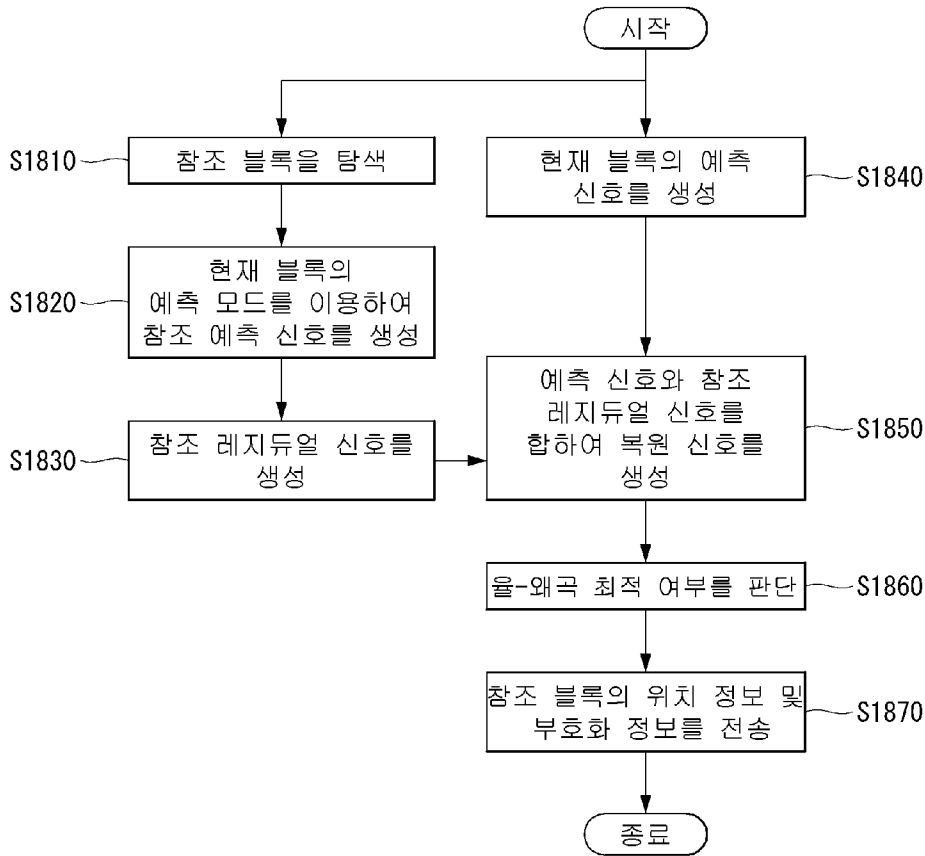 시작
S1810
참조 블록을 탐색
현재 블록의 예측
신호를 생성
S1840
S1820
현재 블록의
예측 모드를 이용하여
참조 예측 신호를 생성
예측 신호와 참조
레지듀얼 신호를
합하여 복원 신호를
생성
S1850
S1830
참조 레지듀얼 신호를
생성
율-왜곡 최적 여부를 판단
S1860
참조 블록의 위치 정보 및
부호화 정보를 전송
S1870
종료